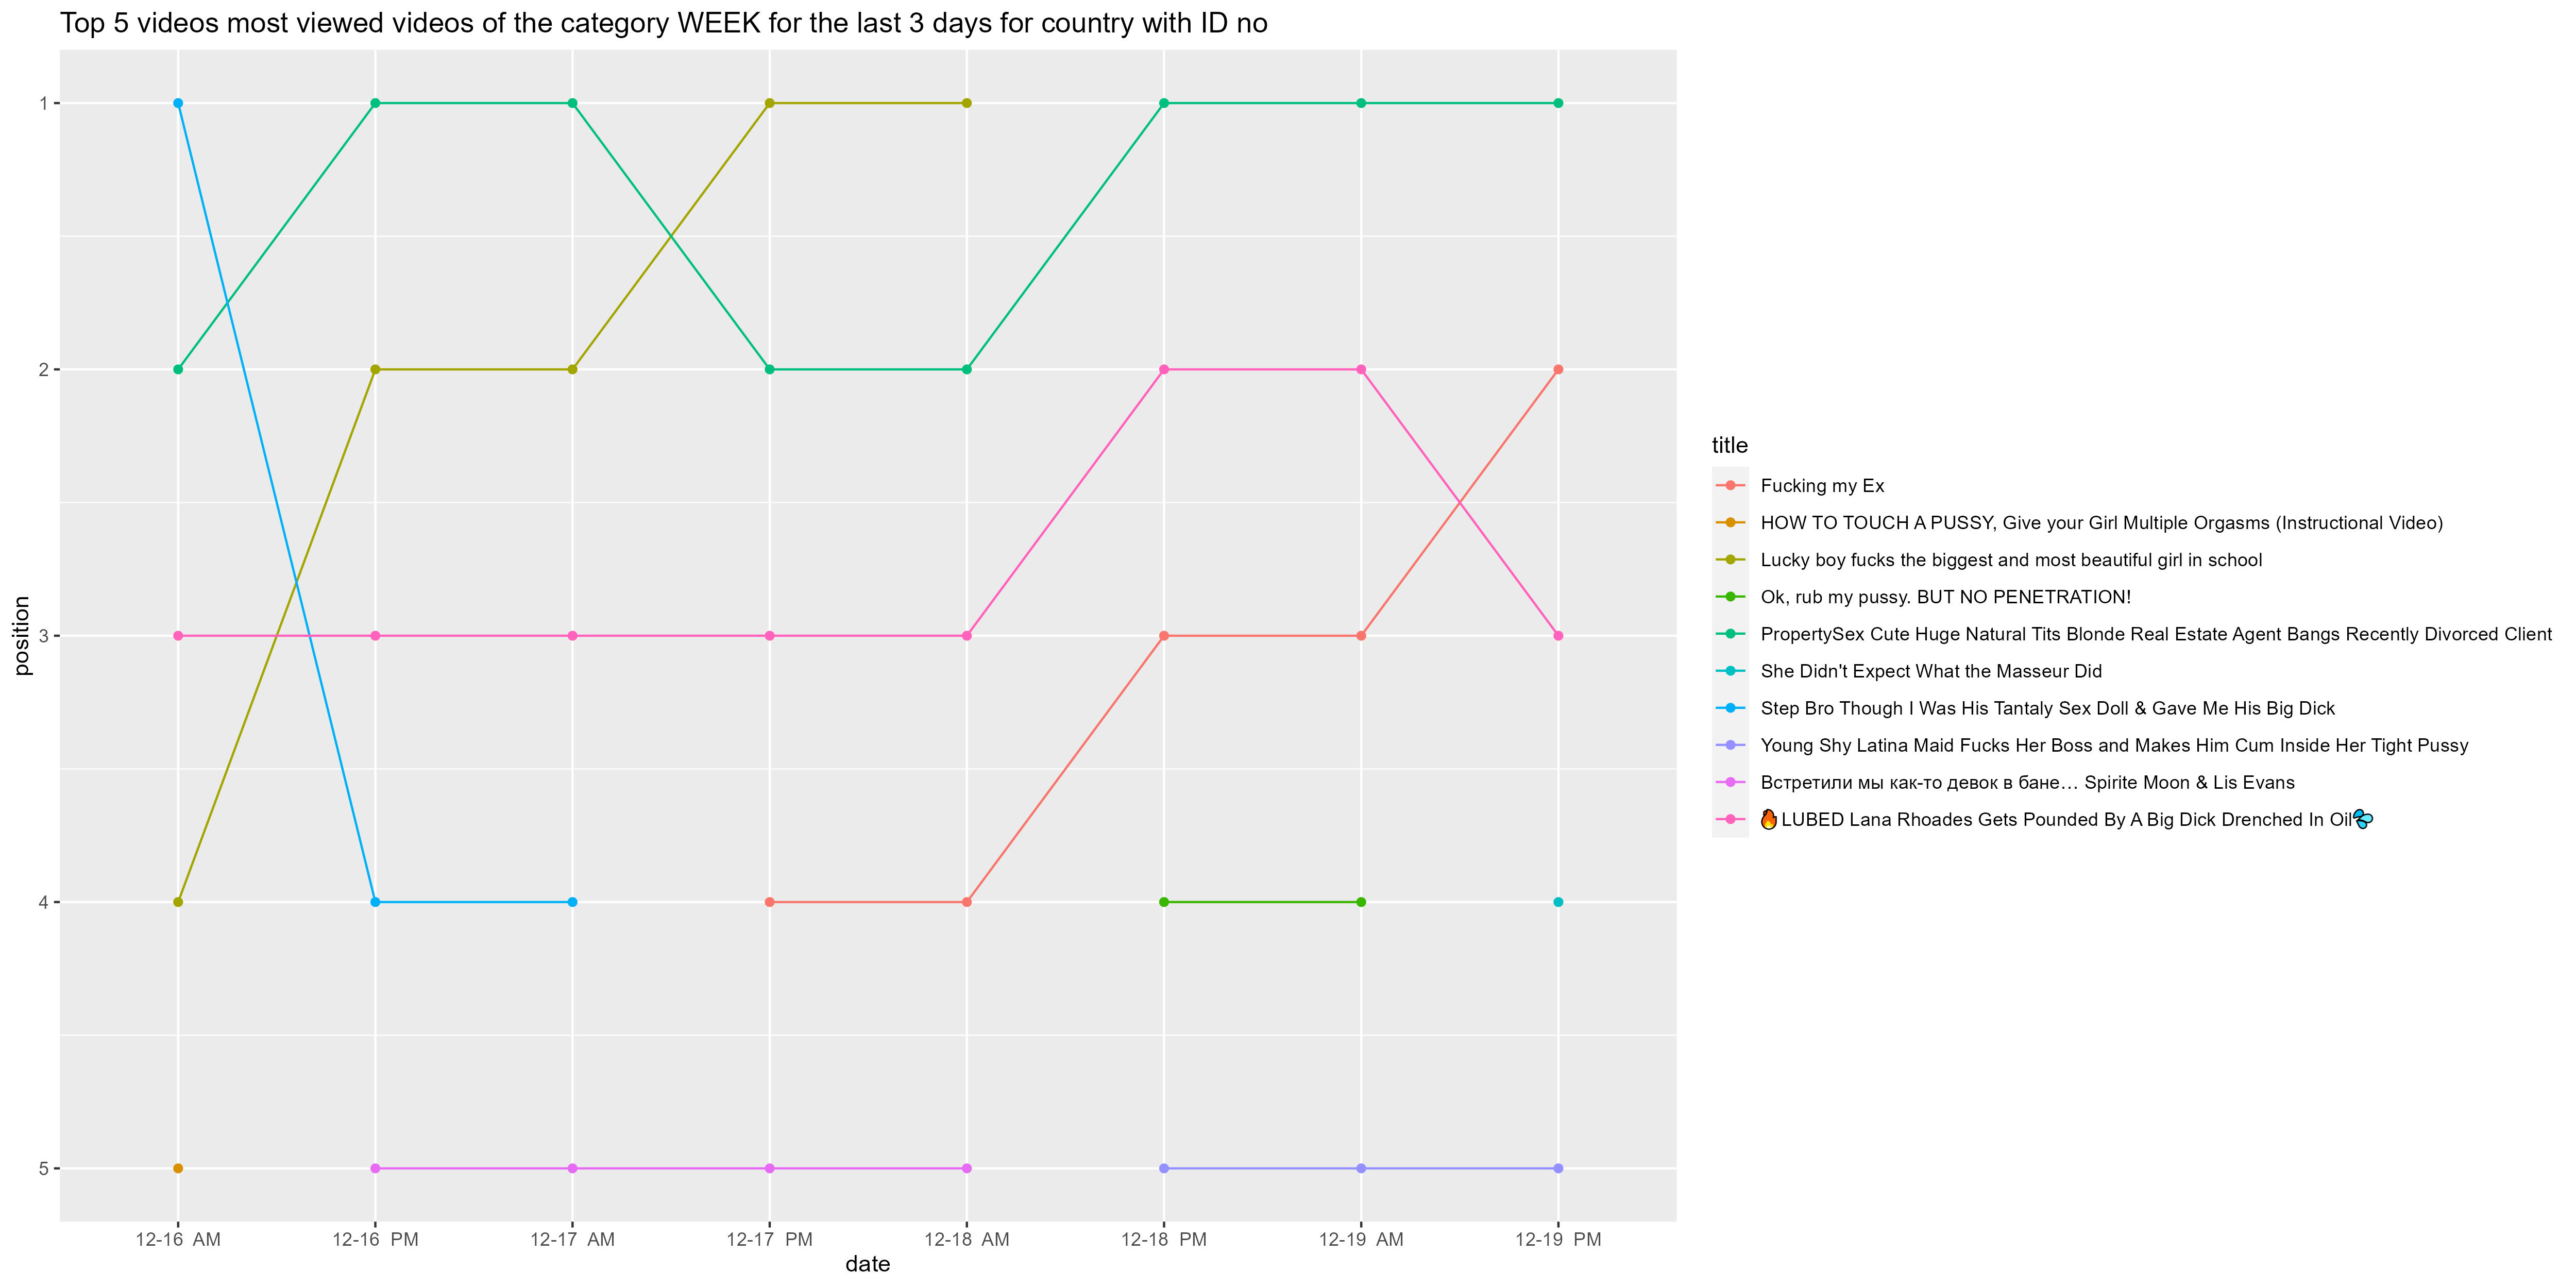 Top 5 videos most viewed videos of the category WEEK for the last 3 days for country with ID no
position
1
2
3
4
5
12-16 AM
12-16 PM
12-17 AM
12-17 PM
12-18 AM
12-18 PM
12-19 AM
12-19 PM
date
title
Fucking my Ex
HOW TO TOUCH A PUSSY, Give your Girl Multiple Orgasms (Instructional Video)
Lucky boy fucks the biggest and most beautiful girl in school
Ok, rub my pussy. BUT NO PENETRATION!
PropertySex Cute Huge Natural Tits Blonde Real Estate Agent Bangs Recently Divorced Client
She Didn't Expect What the Masseur Did
Step Bro Though I Was His Tantaly Sex Doll & Gave Me His Big Dick
Young Shy Latina Maid Fucks Her Boss and Makes Him Cum Inside Her Tight Pussy
Встретили мы как-то девок в бане… Spirite Moon & Lis Evans
🔥LUBED Lana Rhoades Gets Pounded By A Big Dick Drenched In Oil💦